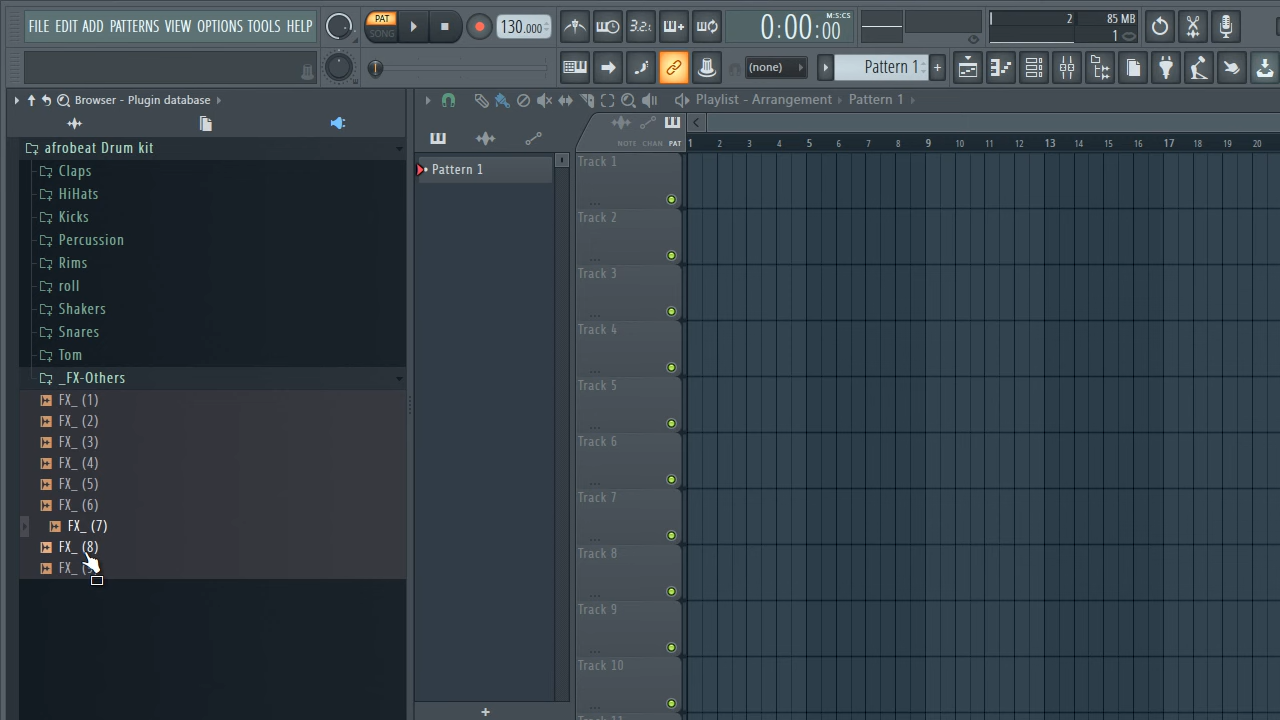 FILE EDIT ADD PATTERNS VIEW OPTIONS TOOLS HELP
PAT
SONG
130.000
3.2:
0:00:00
M:S:CS
2
85 MB
1
(none)
Pattern 1
+
Browser - Plugin database
Playlist - Arrangement
Pattern 1
NOTE CHAN PAT
1 2 3 4 5 6 7 8 9 10 11 12 13 14 15 16 17 18 19 20
afrobeat Drum kit
Claps
HiHats
Kicks
Percussion
Rims
roll
Shakers
Snares
Tom
_FX-Others
FX_ (1)
FX_ (2)
FX_ (3)
FX_ (4)
FX_ (5)
FX_ (6)
FX_ (7)
FX_ (8)
FX_
Pattern 1
+
Track 1
...
Track 2
...
Track 3
...
Track 4
...
Track 5
...
Track 6
...
Track 7
...
Track 8
...
Track 9
...
Track 10
...